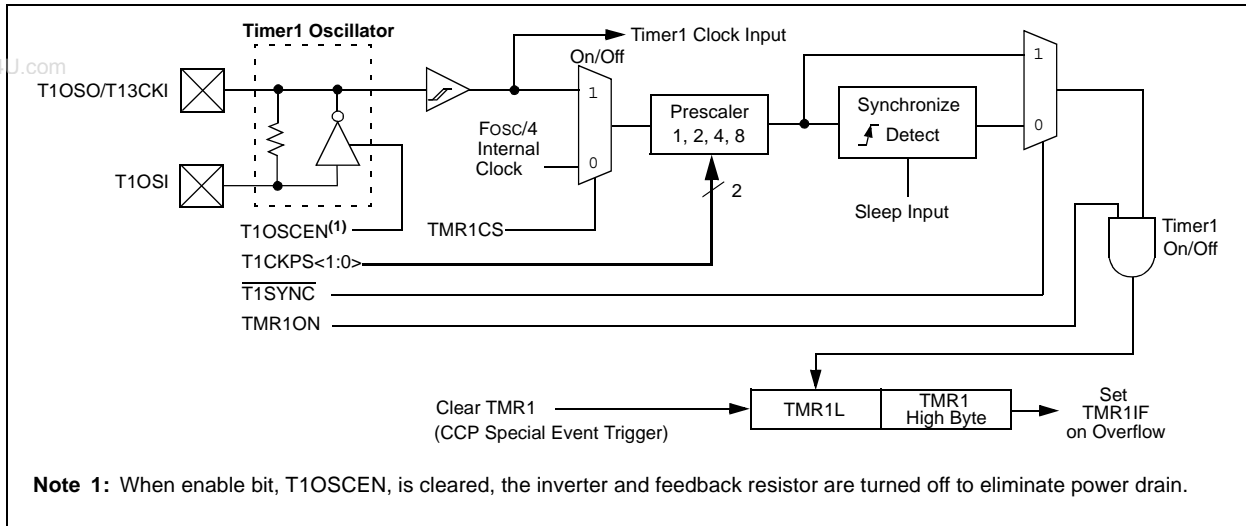 Timer1 Oscillator
4U.com
T1OSO/T13CKI
T1OSI
Timer1 Clock Input
On/Off
1
0
FOSC/4
Internal
Clock
Prescaler
1, 2, 4, 8
2
Synchronize
Detect
Sleep Input
1
0
T1OSCEN(1)
TMR1CS
T1CKPS<1:0>
T1SYNC
TMR1ON
Timer1
On/Off
Clear TMR1
(CCP Special Event Trigger)
TMR1L
TMR1
High Byte
Set
TMR1IF
on Overflow
Note 1: When enable bit, T1OSCEN, is cleared, the inverter and feedback resistor are turned off to eliminate power drain.